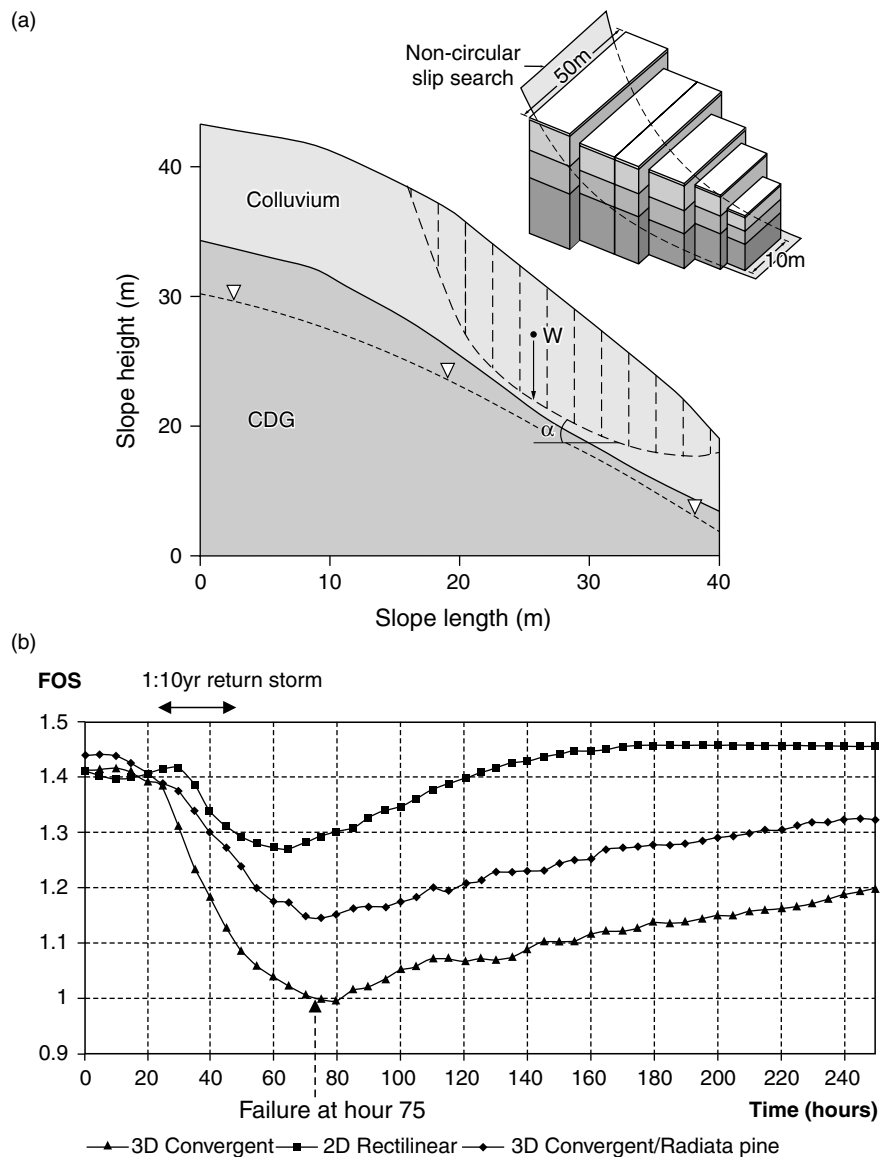 (a)
Non-circular
slip search
50m
10m
40
30
20
10
0
Slope height (m)
Colluvium
CDG
W
α
0 10 20 30 40
Slope length (m)
(b)
FOS
1:10yr return storm
1.5
1.4
1.3
1.2
1.1
1
0.9
0 20 40 60 80 100 120 140 160 180 200 220 240
Failure at hour 75
Time (hours)
3D Convergent 2D Rectilinear 3D Convergent/Radiata pine